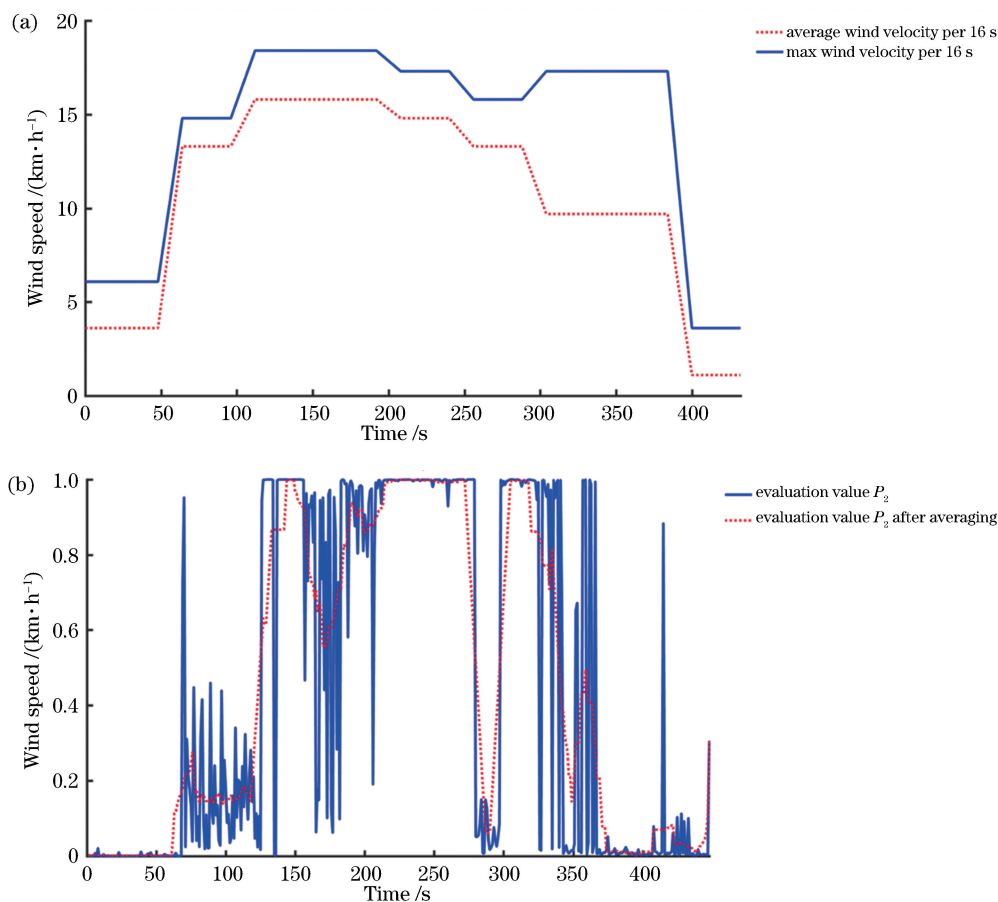 (a)
20
15
10
5
0
Wind speed /(km·h⁻¹)
0 50 100 150 200 250 300 350 400
Time /s
average wind velocity per 16 s
max wind velocity per 16 s
(b)
1.0
0.8
0.6
0.4
0.2
0
Wind speed /(km·h⁻¹)
0 50 100 150 200 250 300 350 400
Time /s
evaluation value P₂
evaluation value P₂ after averaging